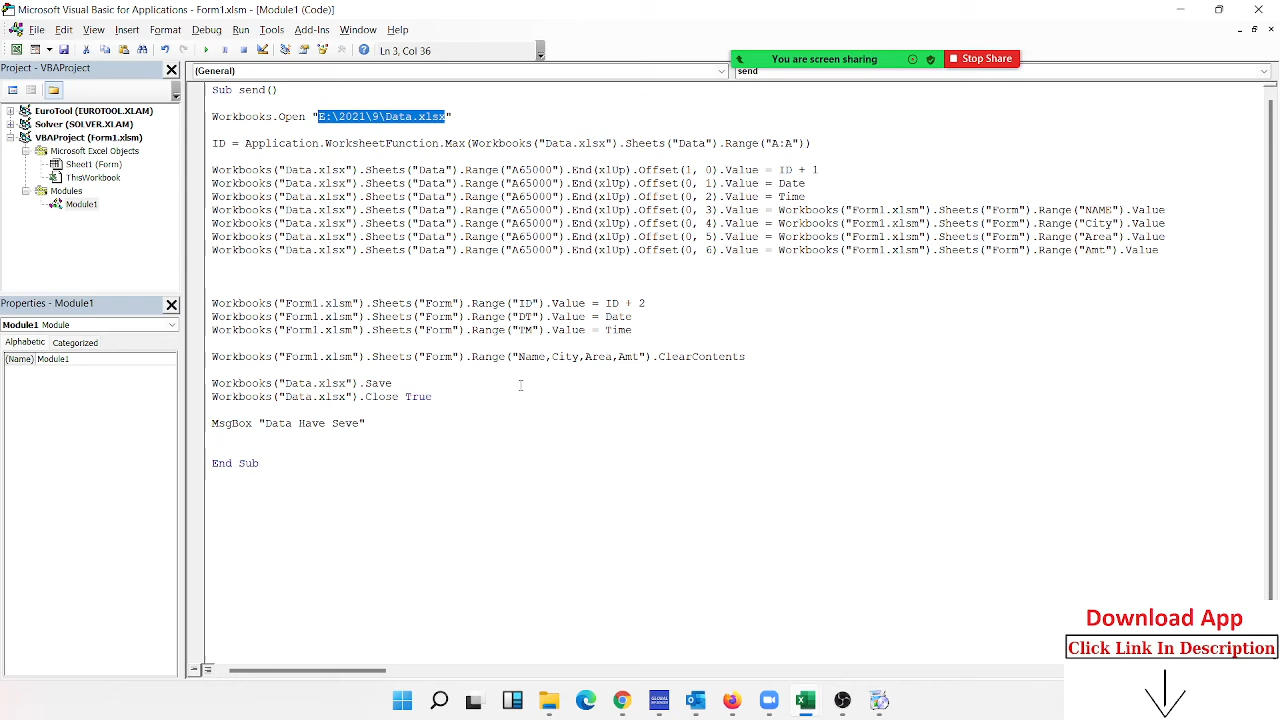 Microsoft Visual Basic for Applications - Form1.xlsm - [Module1 (Code)]
File Edit View Insert Format Debug Run Tools Add-Ins Window Help
Ln 3, Col 36
You are screen sharing
Stop Share
Project - VBAProject
(General)
send
EuroTool (EUROTOOL.XLAM)
Solver (SOLVER.XLAM)
VBAProject (Form1.xlsm)
Microsoft Excel Objects
Sheet1 (Form)
ThisWorkbook
Modules
Module1
Properties - Module1
Module1 Module
Alphabetic Categorized
(Name) Module1
Sub send()
Workbooks.Open "E:\2021\9\Data.xlsx"
ID = Application.WorksheetFunction.Max(Workbooks("Data.xlsx").Sheets("Data").Range("A:A"))
Workbooks("Data.xlsx").Sheets("Data").Range("A65000").End(xlUp).Offset(1, 0).Value = ID + 1
Workbooks("Data.xlsx").Sheets("Data").Range("A65000").End(xlUp).Offset(0, 1).Value = Date
Workbooks("Data.xlsx").Sheets("Data").Range("A65000").End(xlUp).Offset(0, 2).Value = Time
Workbooks("Data.xlsx").Sheets("Data").Range("A65000").End(xlUp).Offset(0, 3).Value = Workbooks("Form1.xlsm").Sheets("Form").Range("NAME").Value
Workbooks("Data.xlsx").Sheets("Data").Range("A65000").End(xlUp).Offset(0, 4).Value = Workbooks("Form1.xlsm").Sheets("Form").Range("City").Value
Workbooks("Data.xlsx").Sheets("Data").Range("A65000").End(xlUp).Offset(0, 5).Value = Workbooks("Form1.xlsm").Sheets("Form").Range("Area").Value
Workbooks("Data.xlsx").Sheets("Data").Range("A65000").End(xlUp).Offset(0, 6).Value = Workbooks("Form1.xlsm").Sheets("Form").Range("Amt").Value
Workbooks("Form1.xlsm").Sheets("Form").Range("ID").Value = ID + 2
Workbooks("Form1.xlsm").Sheets("Form").Range("DT").Value = Date
Workbooks("Form1.xlsm").Sheets("Form").Range("TM").Value = Time
Workbooks("Form1.xlsm").Sheets("Form").Range("Name,City,Area,Amt").ClearContents
Workbooks("Data.xlsx").Save
Workbooks("Data.xlsx").Close True
MsgBox "Data Have Seve"
End Sub
Download App
Click Link In Description